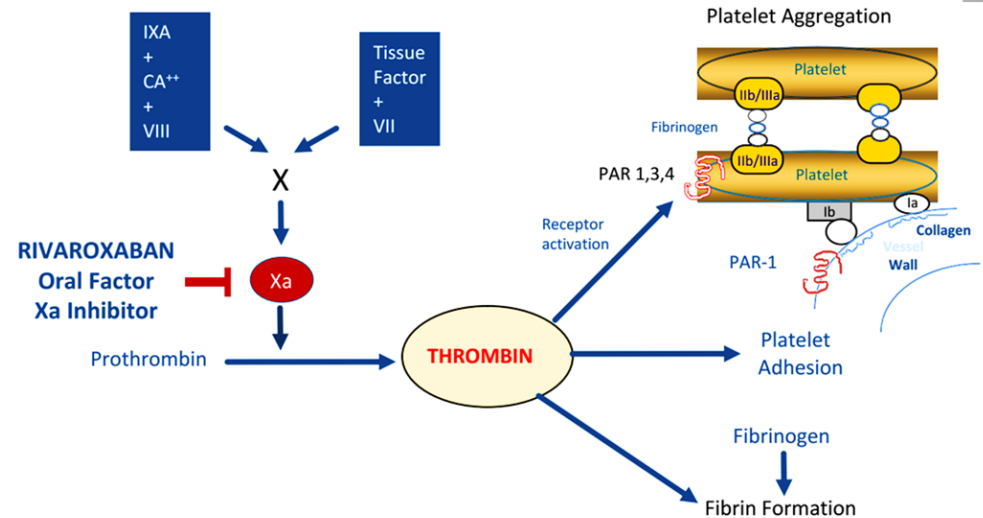 Platelet Aggregation
IXA
+
CA⁺⁺
+
VIII
Tissue
Factor
+
VII
X
RIVAROXABAN
Oral Factor
Xa Inhibitor
Xa
Prothrombin
THROMBIN
Receptor
activation
Platelet
IIb/IIIa
Fibrinogen
IIb/IIIa
PAR 1,3,4
Platelet
Ib
Ia
Collagen
Vessel
Wall
PAR-1
Platelet
Adhesion
Fibrinogen
Fibrin Formation